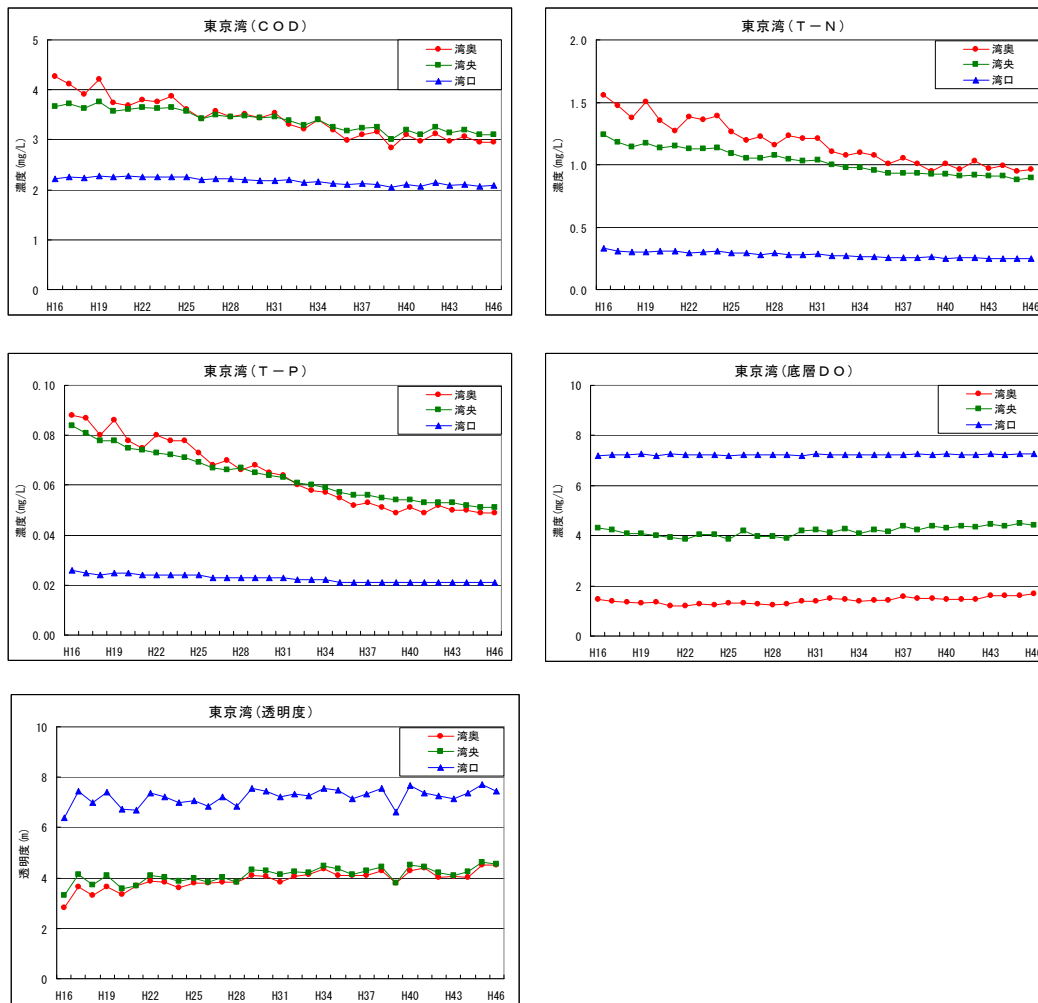 東京湾(COD)
湾奥
湾央
湾口
濃度(mg/L)
5
4
3
2
1
0
H16 H19 H22 H25 H28 H31 H34 H37 H40 H43 H46
東京湾(T-N)
湾奥
湾央
湾口
濃度(mg/L)
2.0
1.5
1.0
0.5
0.0
H16 H19 H22 H25 H28 H31 H34 H37 H40 H43 H46
東京湾(T-P)
湾奥
湾央
湾口
濃度(mg/L)
0.10
0.08
0.06
0.04
0.02
0.00
H16 H19 H22 H25 H28 H31 H34 H37 H40 H43 H46
東京湾(底層DO)
湾奥
湾央
湾口
濃度(mg/L)
10
8
6
4
2
0
H16 H19 H22 H25 H28 H31 H34 H37 H40 H43 H46
東京湾(透明度)
湾奥
湾央
湾口
透明度(m)
10
8
6
4
2
0
H16 H19 H22 H25 H28 H31 H34 H37 H40 H43 H46